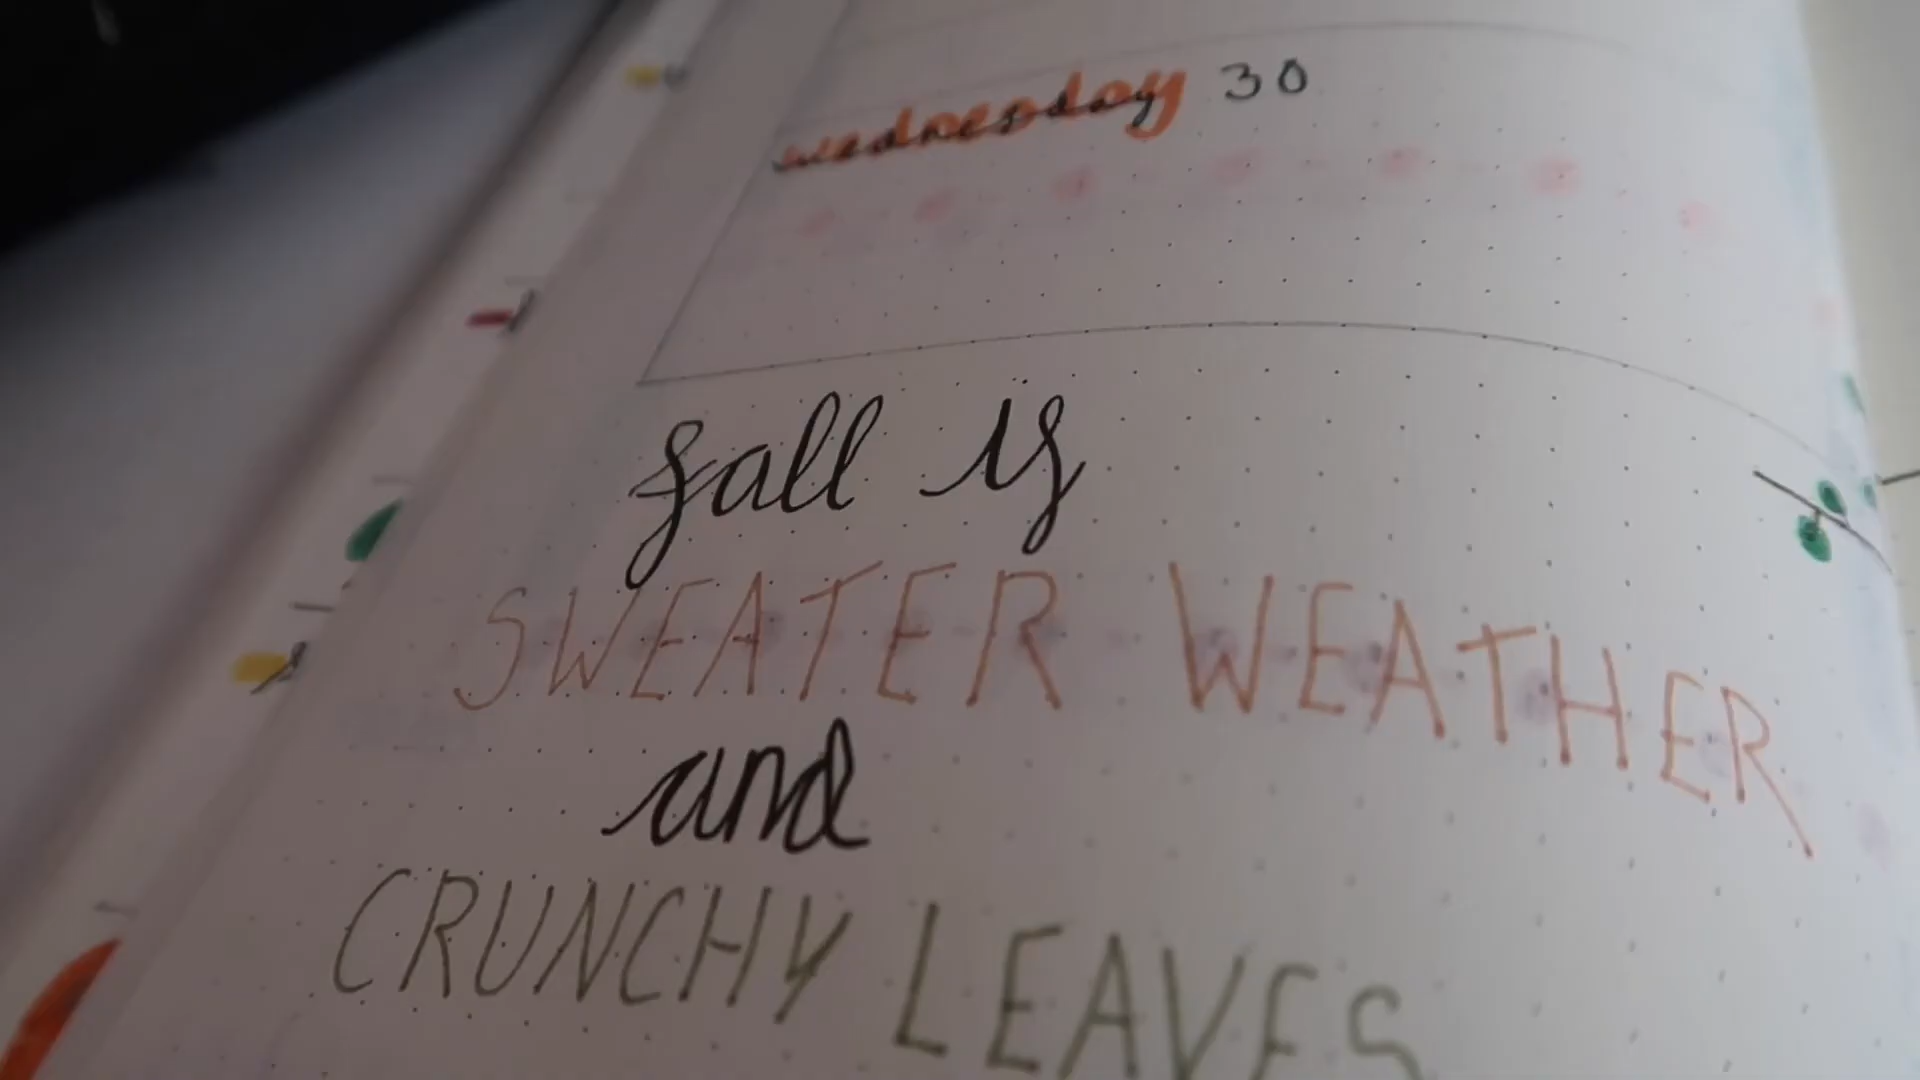 wednesday 30
fall is
SWEATER WEATHER
and
CRUNCHY LEAVES